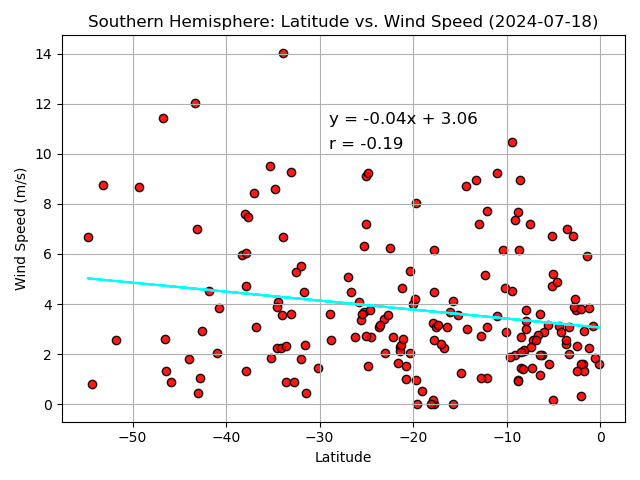 Southern Hemisphere: Latitude vs. Wind Speed (2024-07-18)
14
12
10
8
6
4
2
0
Wind Speed (m/s)
y = -0.04x + 3.06
r = -0.19
−50
−40
−30
−20
−10
0
Latitude